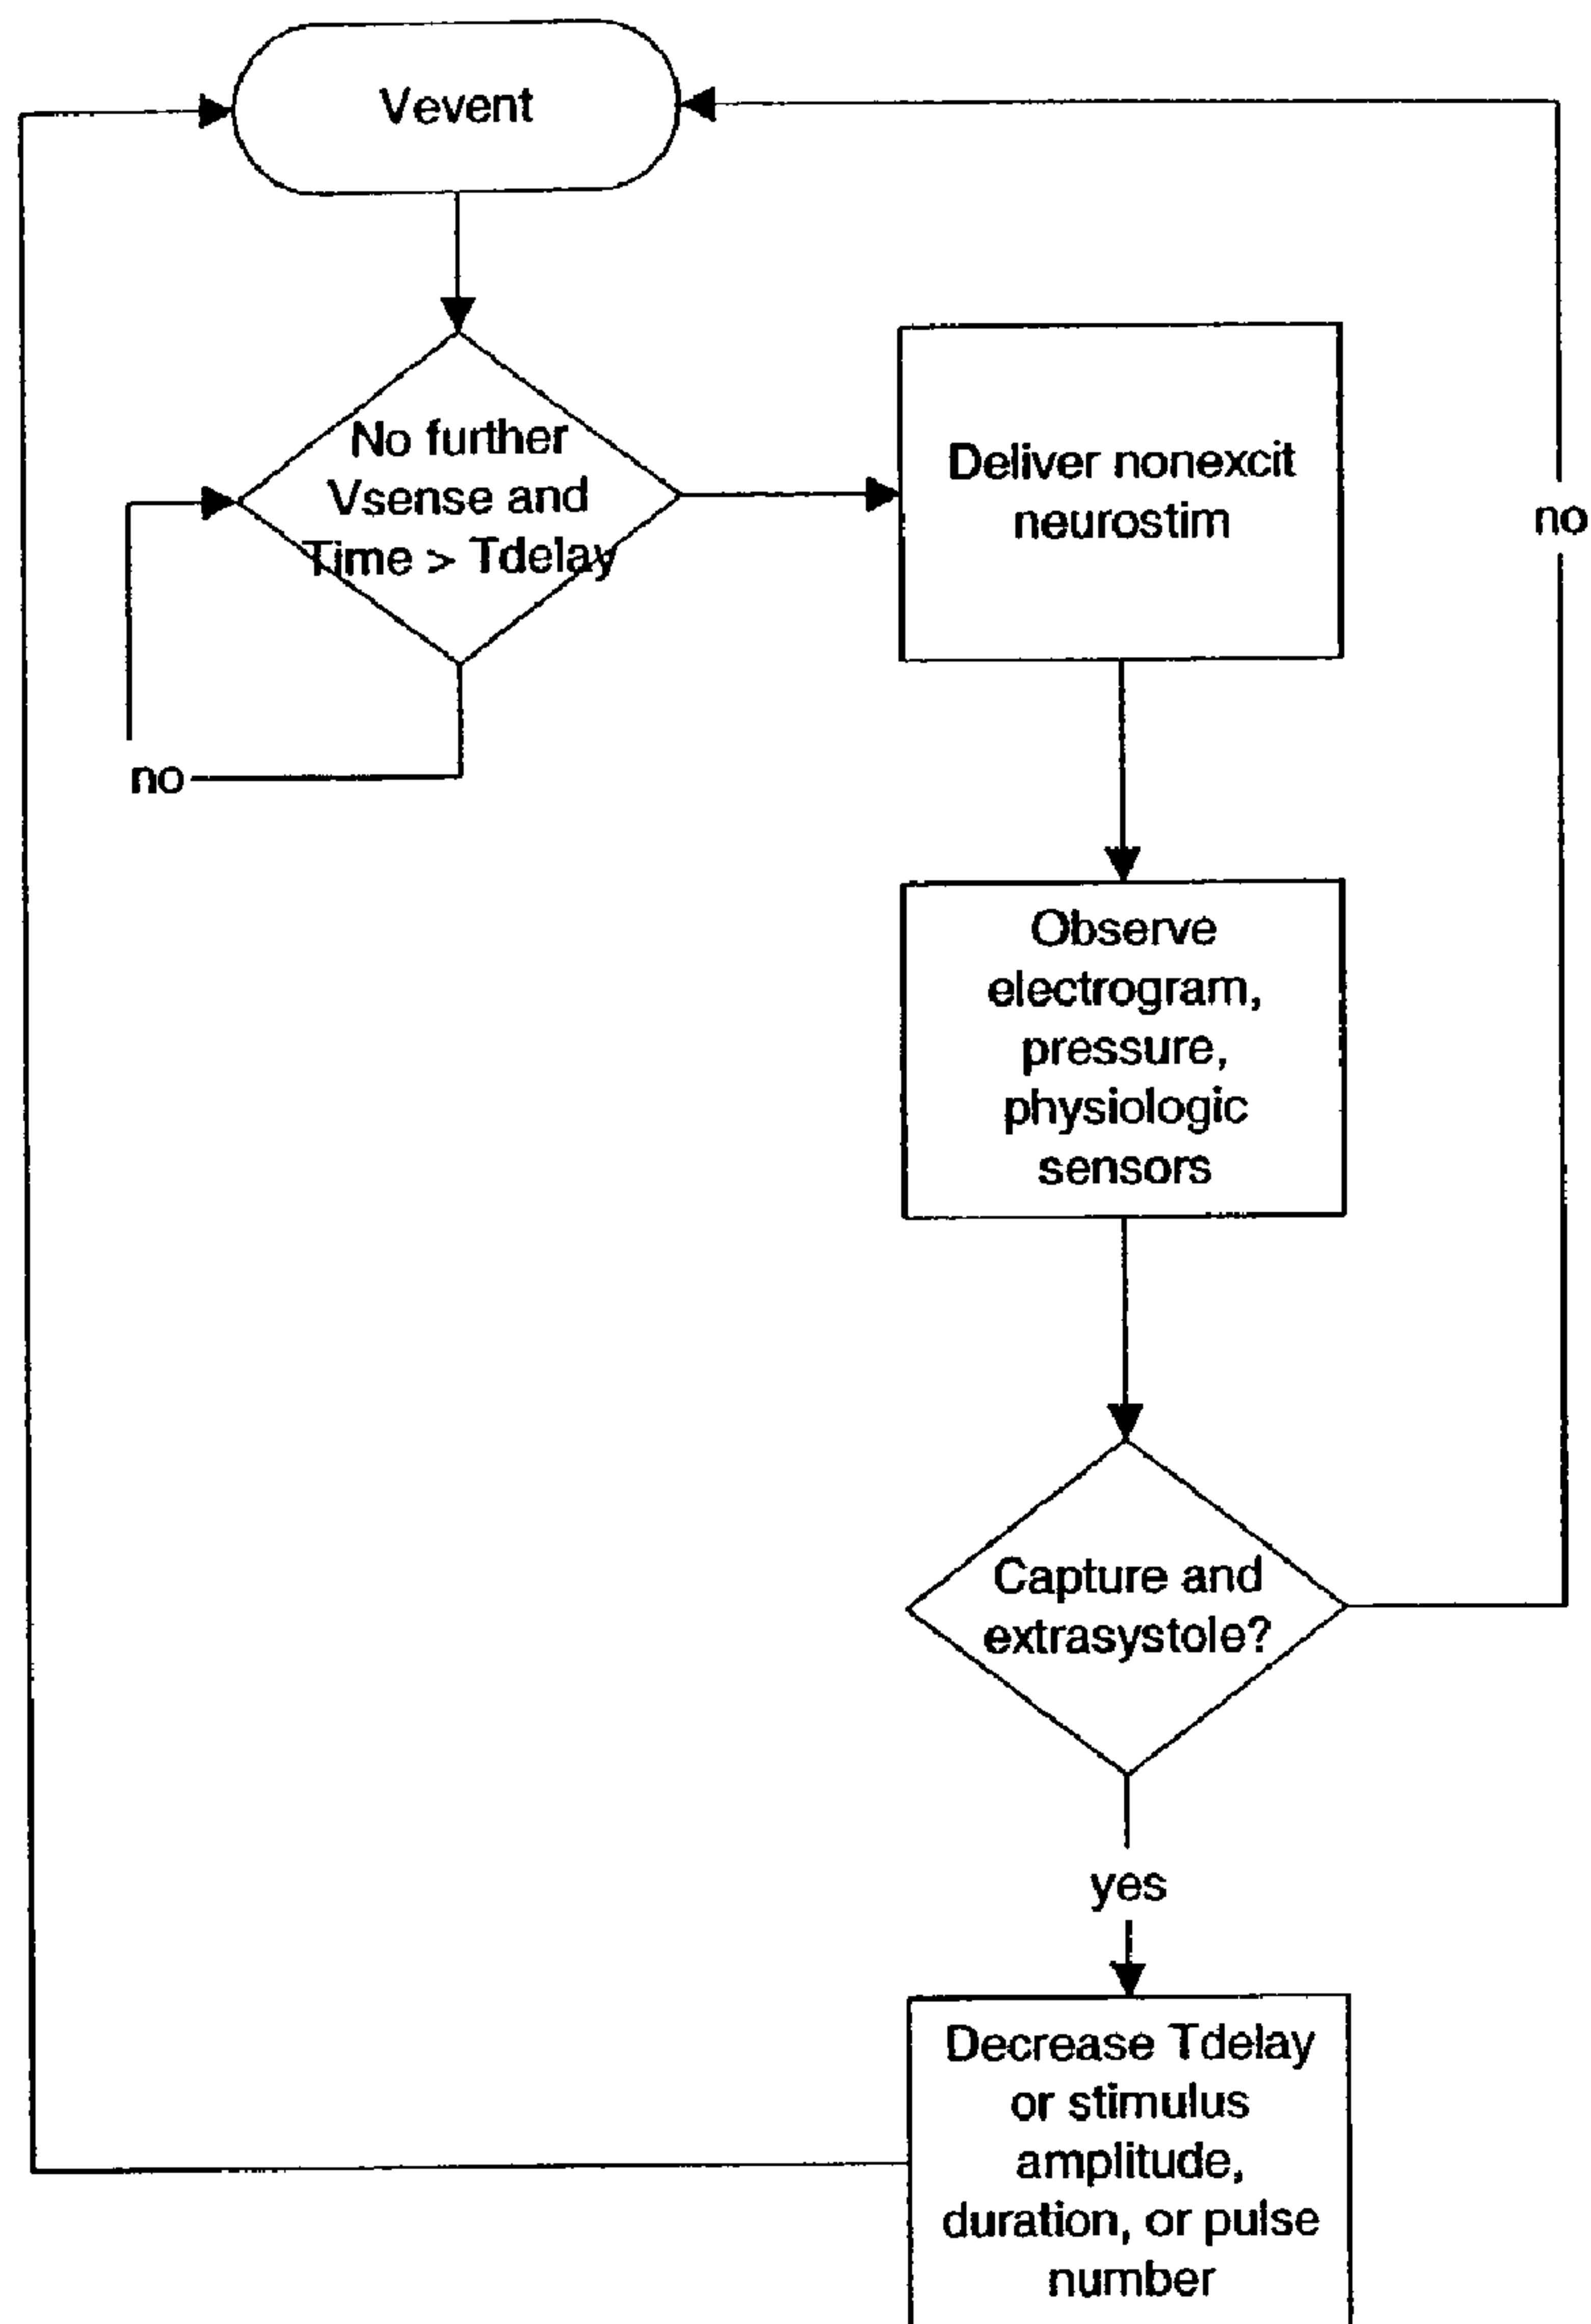 Vevent
No further
Vsense and
Time > Tdelay
no
Deliver nonexcit
neurostim
no
Observe
electrogram,
pressure,
physiologic
sensors
Capture and
extrasystole?
yes
Decrease Tdelay
or stimulus
amplitude,
duration, or pulse
number